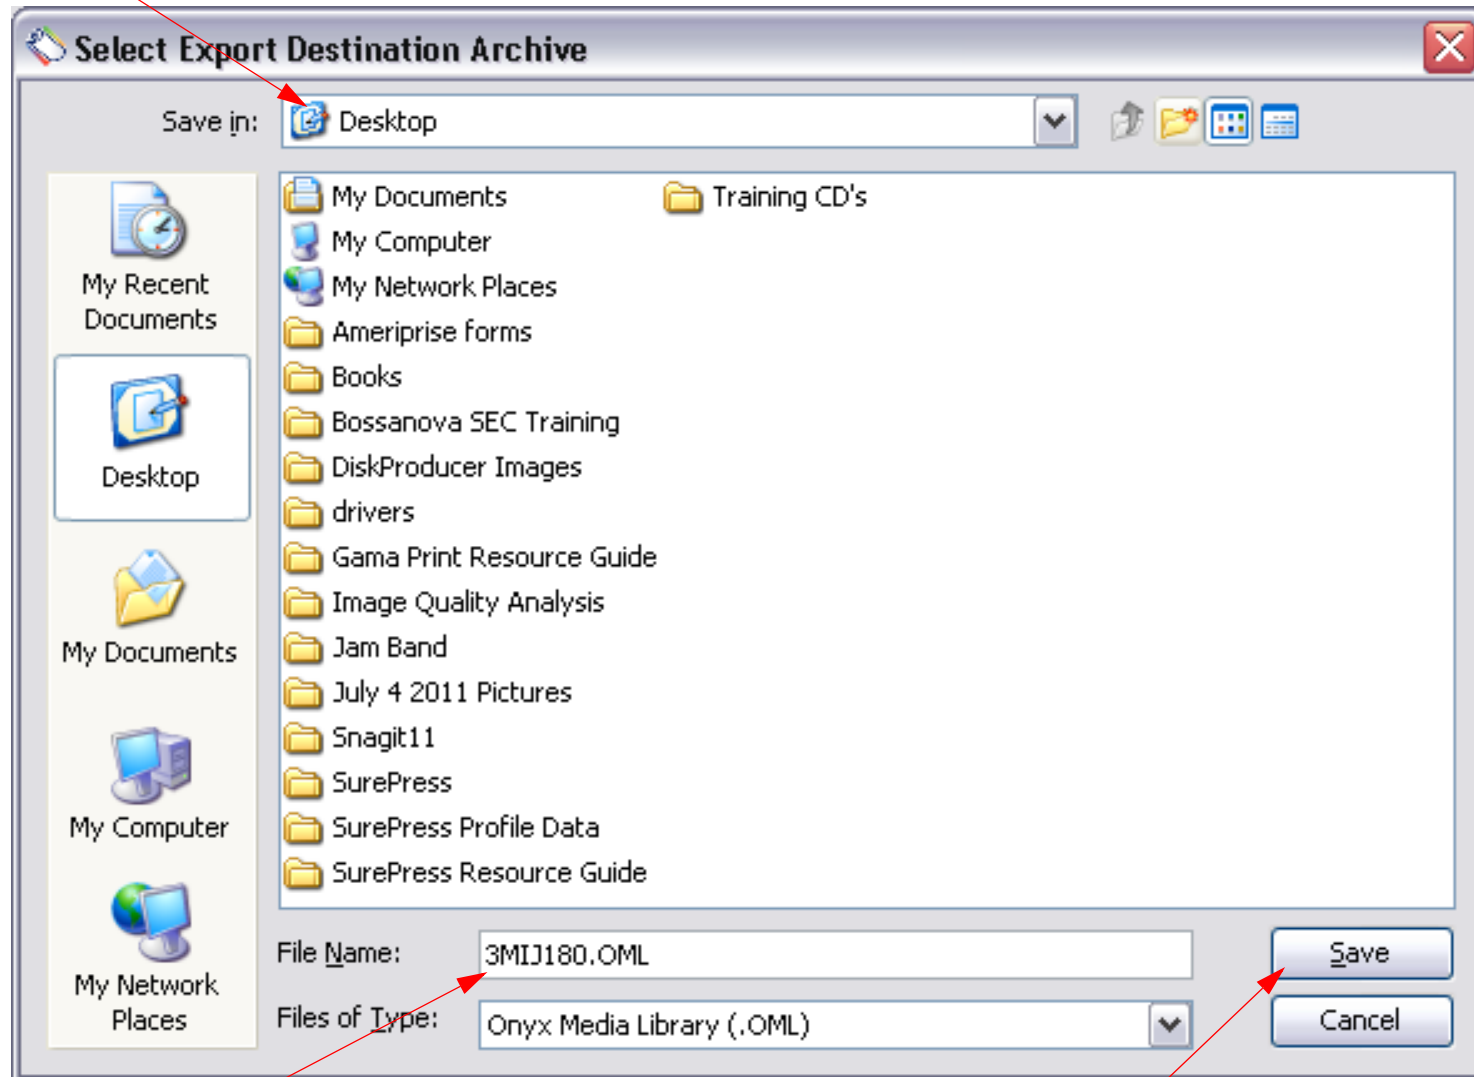 Select Export Destination Archive
Save in:
Desktop
My Recent
Documents
Desktop
My Documents
My Computer
My Network
Places
My Documents
My Computer
My Network Places
Ameriprise forms
Books
Bossanova SEC Training
DiskProducer Images
drivers
Gama Print Resource Guide
Image Quality Analysis
Jam Band
July 4 2011 Pictures
Snagit11
SurePress
SurePress Profile Data
SurePress Resource Guide
Training CD's
File Name:
3MIJ180.OML
Save
Files of Type:
Onyx Media Library (.OML)
Cancel